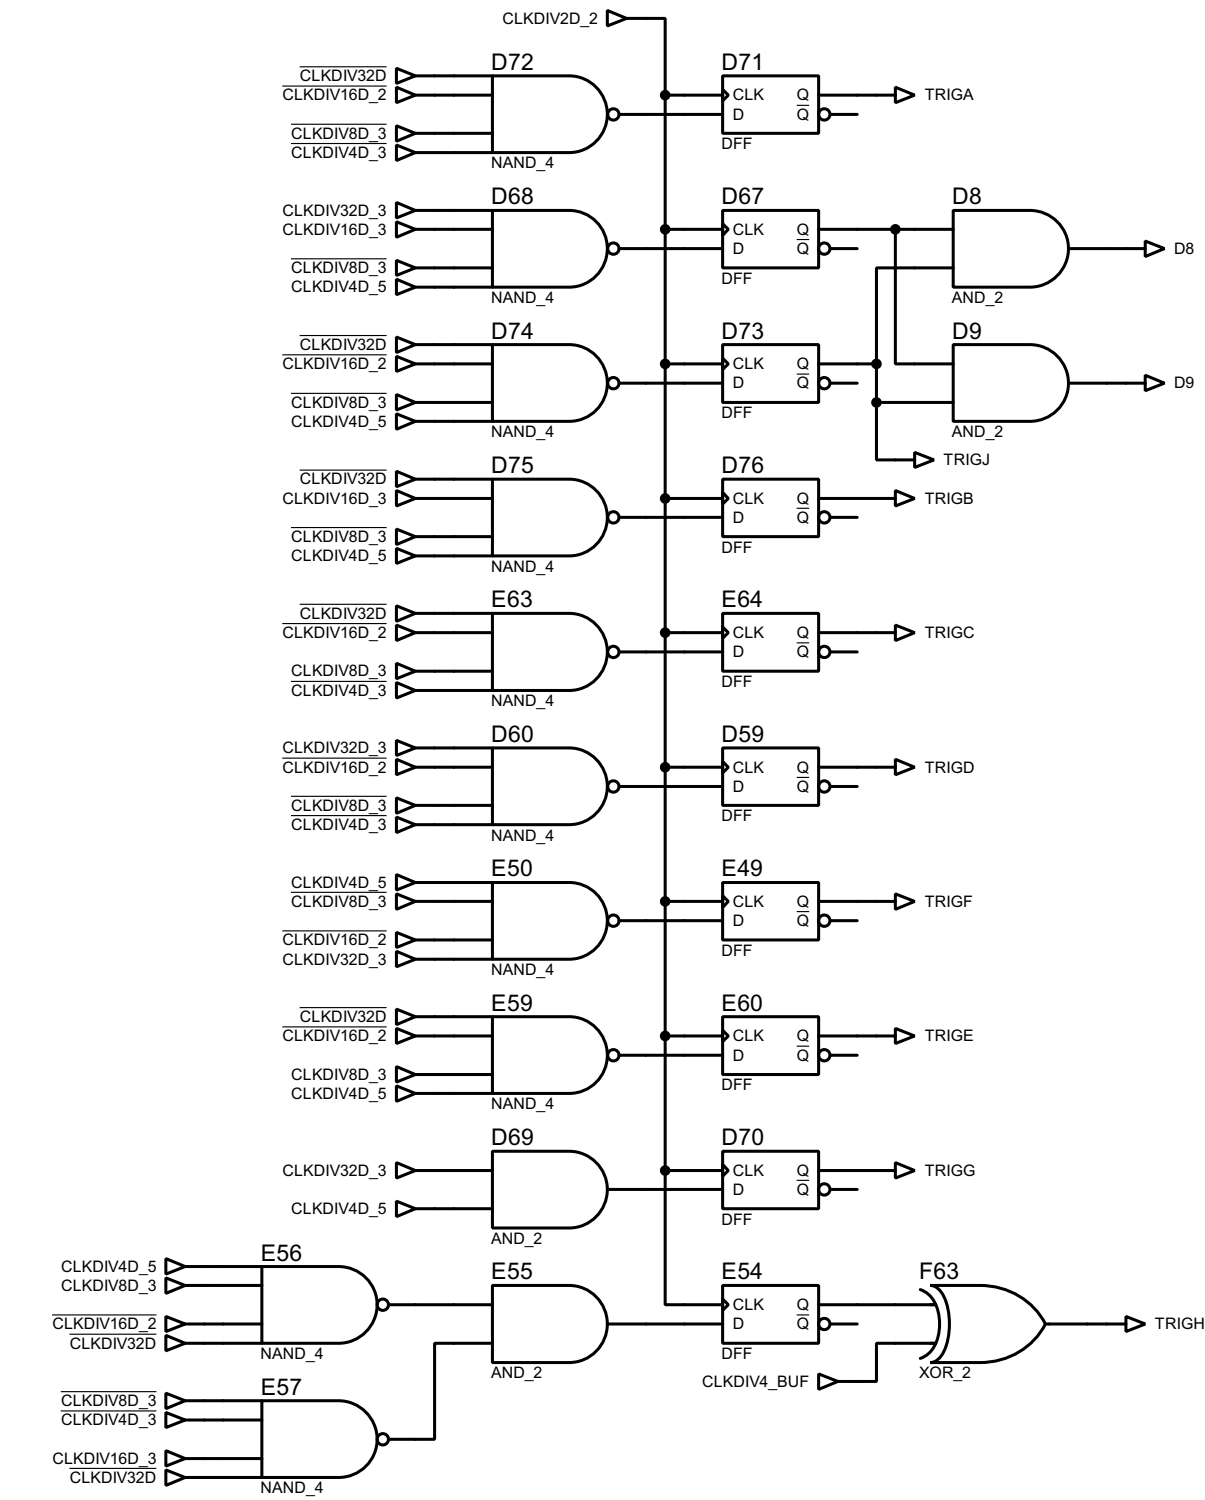 CLKDIV2D_2
D72
D71
CLKDIV32D
CLKDIV16D_2
CLKDIV8D_3
CLKDIV4D_3
NAND_4
CLK Q
D Q
DFF
TRIGA
D68
D67
D8
CLKDIV32D_3
CLKDIV16D_3
CLKDIV8D_3
CLKDIV4D_5
NAND_4
CLK Q
D Q
DFF
AND_2
D8
D74
D73
D9
CLKDIV32D
CLKDIV16D_2
CLKDIV8D_3
CLKDIV4D_5
NAND_4
CLK Q
D Q
DFF
AND_2
D9
TRIGJ
D75
D76
CLKDIV32D
CLKDIV16D_3
CLKDIV8D_3
CLKDIV4D_5
NAND_4
CLK Q
D Q
DFF
TRIGB
E63
E64
CLKDIV32D
CLKDIV16D_2
CLKDIV8D_3
CLKDIV4D_3
NAND_4
CLK Q
D Q
DFF
TRIGC
D60
D59
CLKDIV32D_3
CLKDIV16D_2
CLKDIV8D_3
CLKDIV4D_3
NAND_4
CLK Q
D Q
DFF
TRIGD
E50
E49
CLKDIV4D_5
CLKDIV8D_3
CLKDIV16D_2
CLKDIV32D_3
NAND_4
CLK Q
D Q
DFF
TRIGF
E59
E60
CLKDIV32D
CLKDIV16D_2
CLKDIV8D_3
CLKDIV4D_5
NAND_4
CLK Q
D Q
DFF
TRIGE
D69
D70
CLKDIV32D_3
CLKDIV4D_5
AND_2
CLK Q
D Q
DFF
TRIGG
E56
E55
E54
F63
CLKDIV4D_5
CLKDIV8D_3
CLKDIV16D_2
CLKDIV32D
NAND_4
AND_2
CLK Q
D Q
DFF
CLKDIV4_BUF
XOR_2
TRIGH
E57
CLKDIV8D_3
CLKDIV4D_3
CLKDIV16D_3
CLKDIV32D
NAND_4